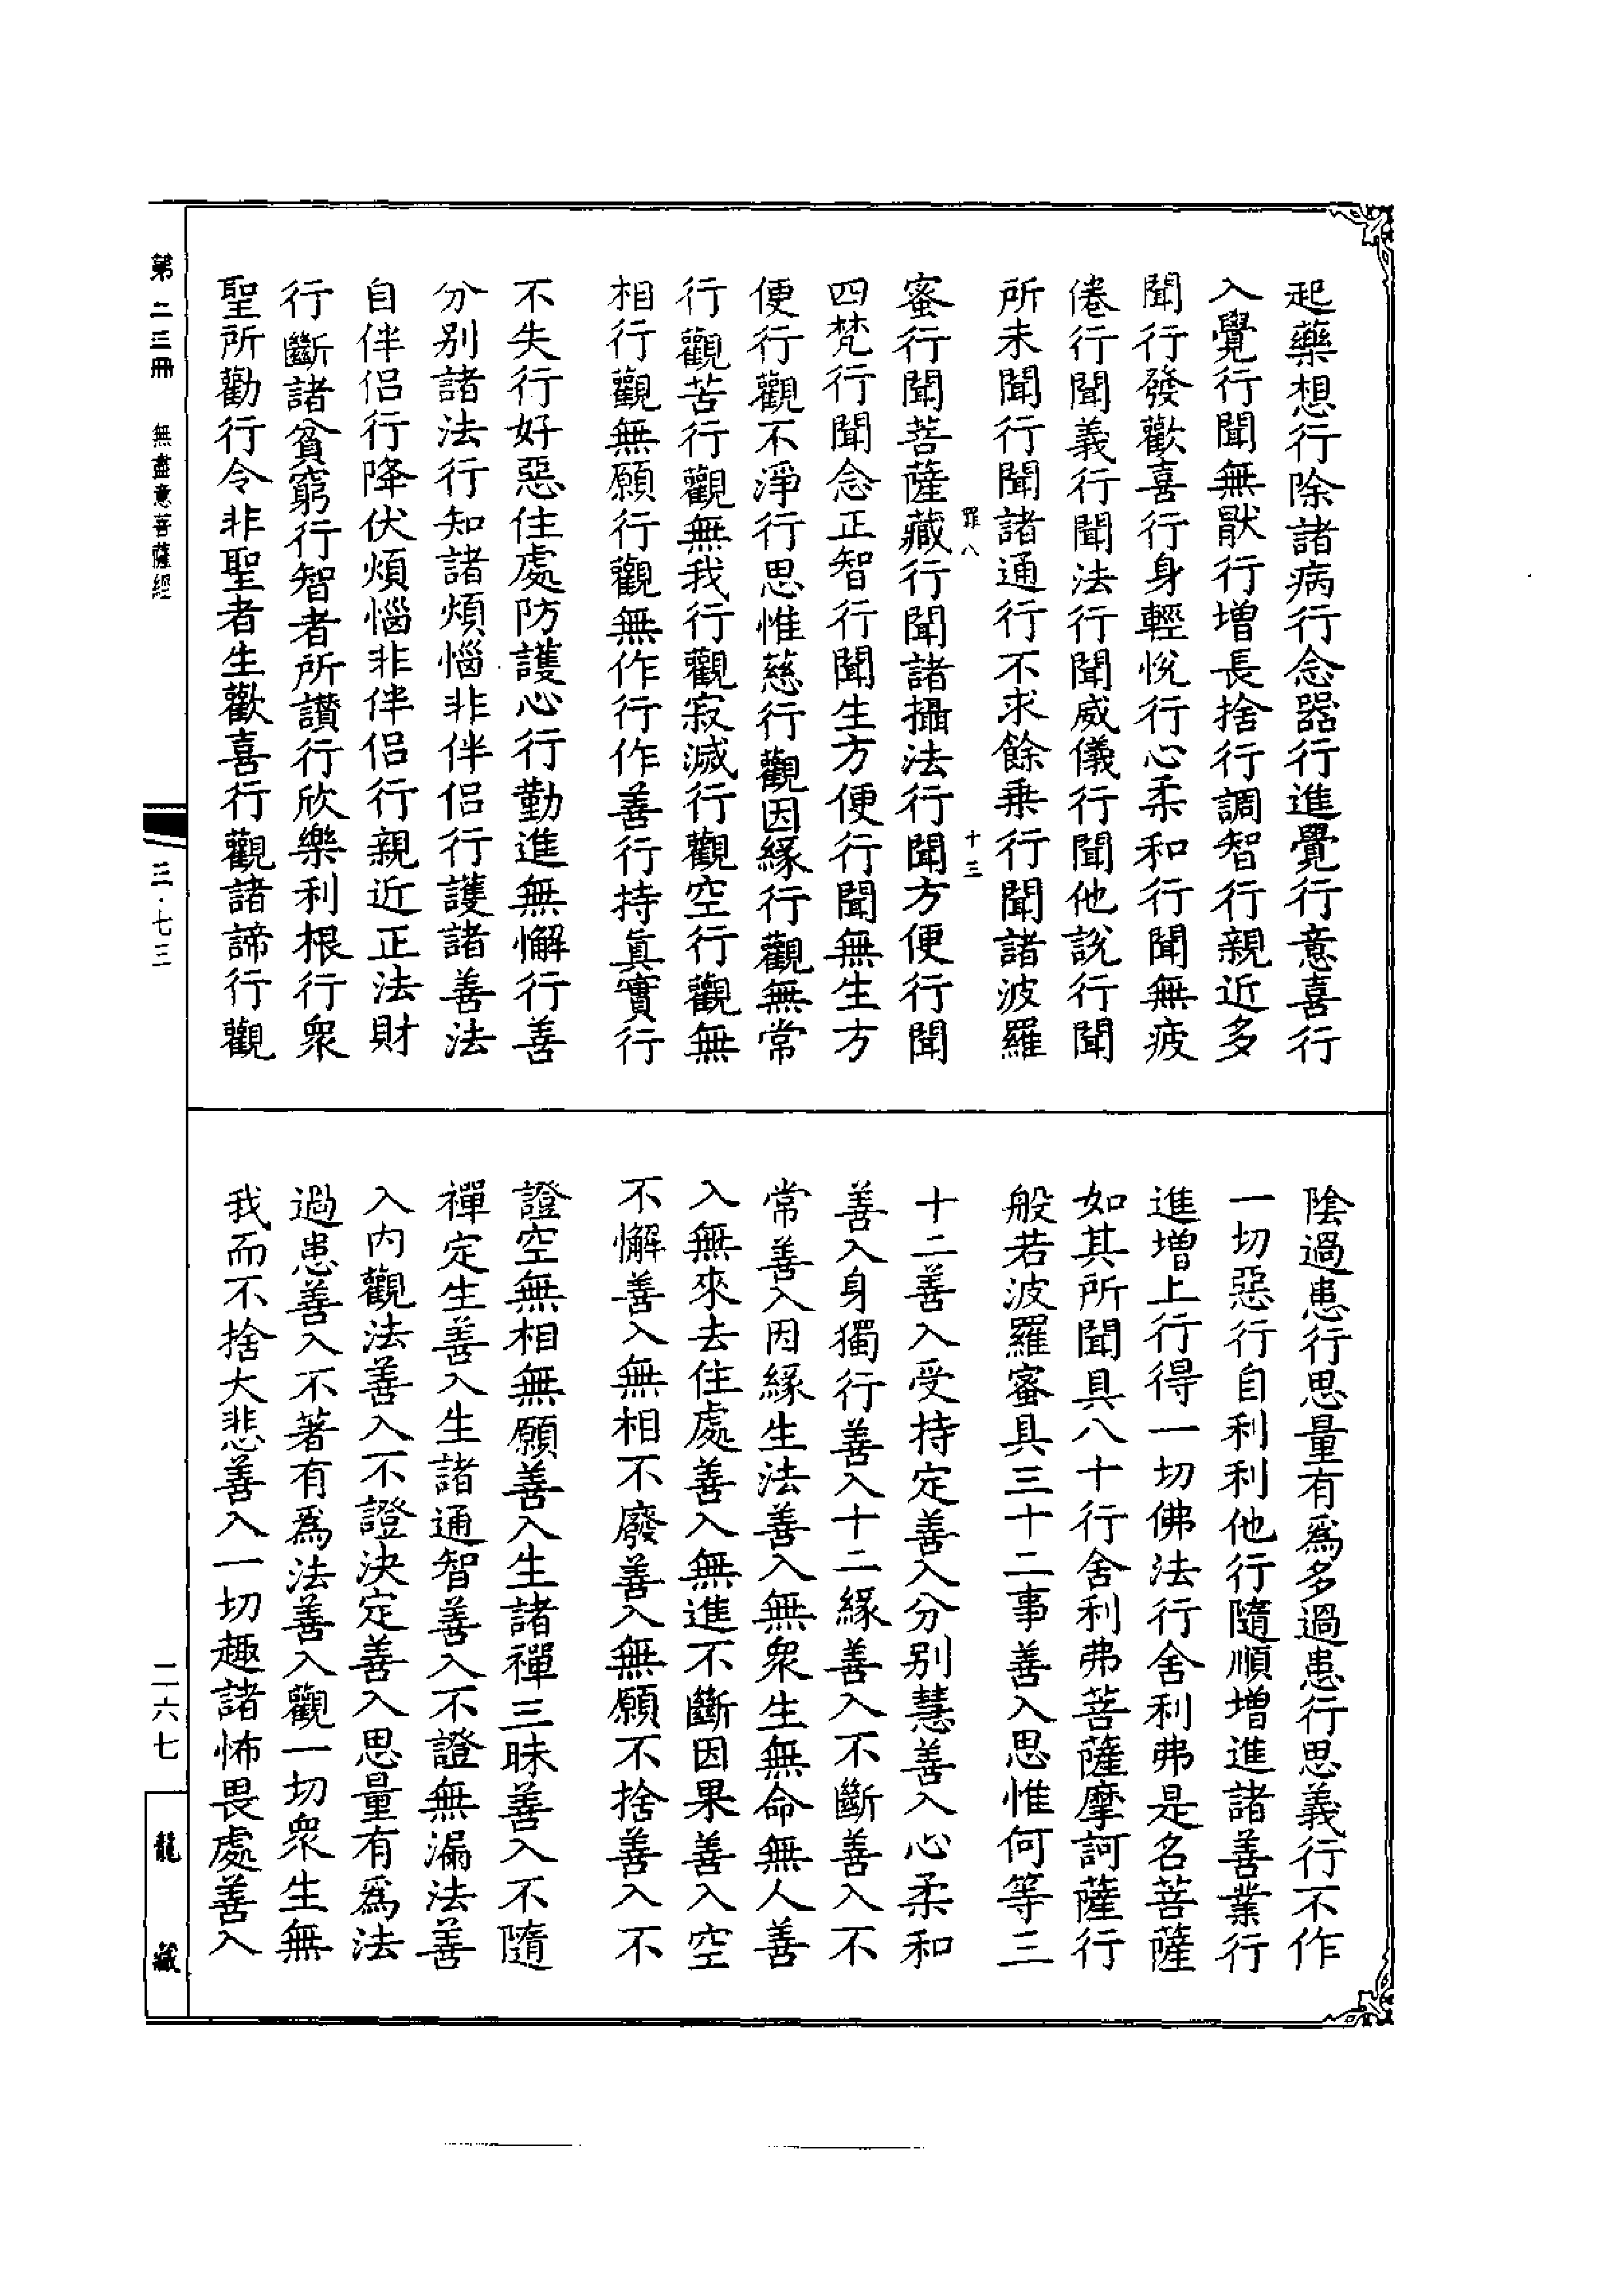 起藥想行除諸病行念器行進覺行意喜行
入覺行聞無猒行增長捨行調智行親近多
聞行發歡喜行身輕悅行心柔和行聞無疲
倦行聞義行聞法行聞威儀行聞他說行聞
所未聞行聞諸通行不求餘乗行聞諸波羅
罪八 十三
蜜行聞菩薩藏行聞諸攝法行聞方便行聞
四梵行聞念正智行聞生方便行聞無生方
便行觀不淨行思惟慈行觀因緣行觀無常
行觀苦行觀無我行觀寂滅行觀空行觀無
相行觀無願行觀無作行作善行持眞實行
不失行好惡住處防護心行勤進無懈行善
分别諸法行知諸煩惱非伴侣行護諸善法
自伴侣行降伏煩惱非伴侣行親近正法財
行斷諸貧窮行智者所讚行欣樂利根行衆
聖所勸行令非聖者生歡喜行觀諸諦行觀
陰過患行思量有爲多過患行思義行不作
一切惡行自利利他行隨順增進諸善業行
進增上行得一切佛法行舍利弗是名菩薩
如其所聞具八十行舍利弗菩薩摩訶薩行
般若波羅蜜具三十二事善入思惟何等三
十二善入受持定善入分别慧善入心柔和
善入身獨行善入十二緣善入不斷善入不
常善入因緣生法善入無衆生無命無人善
入無來去住處善入無進不斷因果善入空
不懈善入無相不廢善入無願不捨善入不
證空無相無願善入生諸禪三昧善入不隨
禪定生善入生諸通智善入不證無漏法善
入内觀法善入不證決定善入思量有爲法
過患善入不著有爲法善入觀一切衆生無
我而不捨大悲善入一切趣諸怖畏處善入
第二三冊 無盡意菩薩經 三·七三 二六七 龍藏